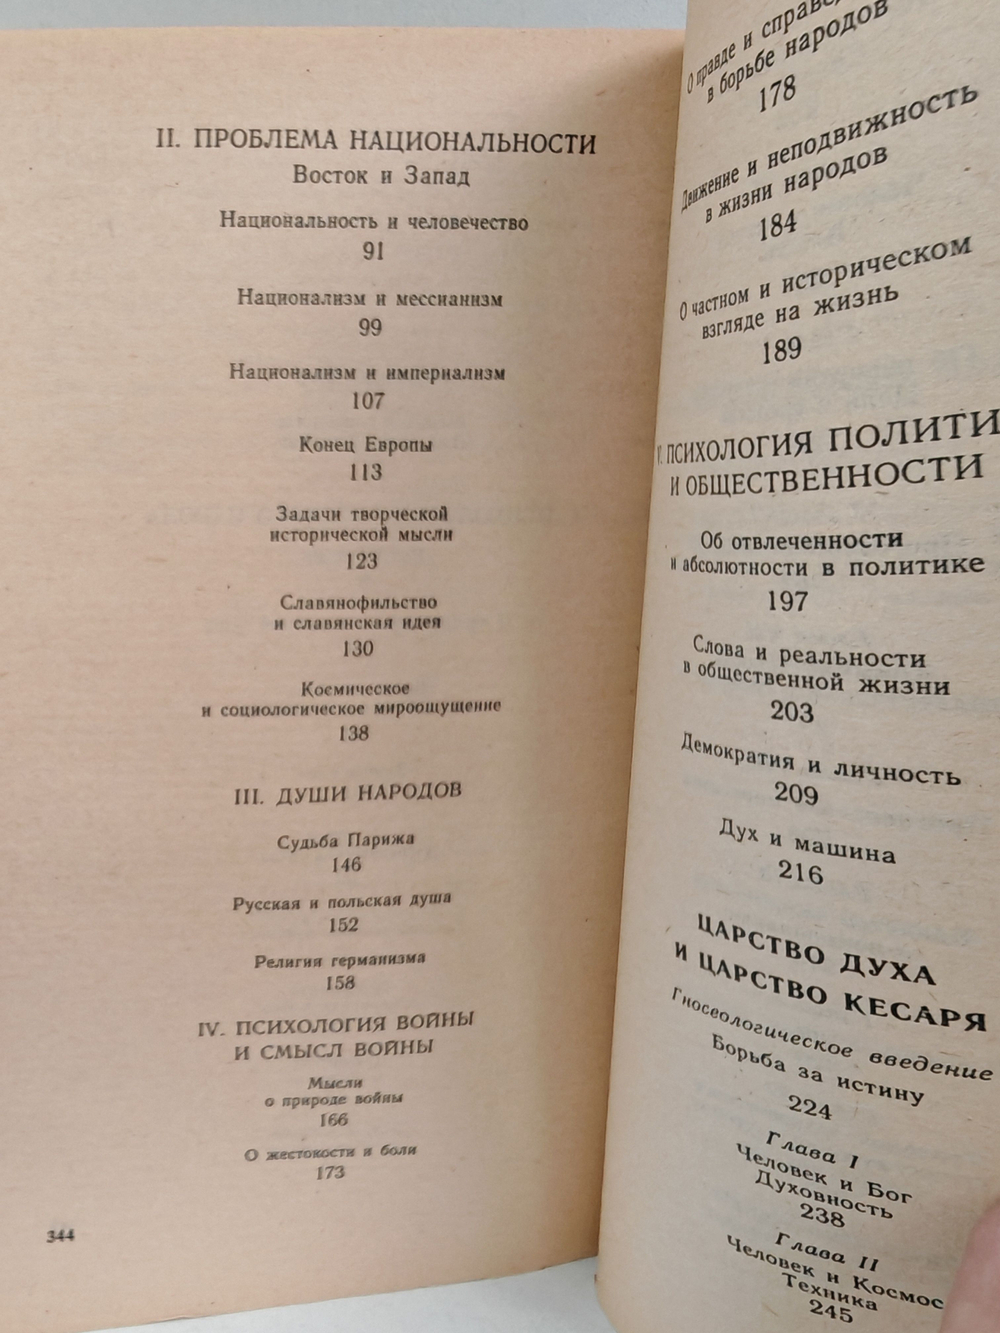 II. ПРОБЛЕМА НАЦИОНАЛЬНОСТИ
Восток и Запад
Национальность и человечество
91
Национализм и мессианизм
99
Национализм и империализм
107
Конец Европы
113
Задачи творческой
исторической мысли
123
Славянофильство
и славянская идея
130
Космическое
и социологическое мироощущение
138
III. ДУШИ НАРОДОВ
Судьба Парижа
146
Русская и польская душа
152
Религия германизма
158
IV. ПСИХОЛОГИЯ ВОЙНЫ
И СМЫСЛ ВОЙНЫ
Мысли
о природе войны
166
О жестокости и боли
173
344
О правде и справед
в борьбе народов
178
Движение и неподвижность
в жизни народов
184
О частном и историческом
взгляде на жизнь
189
V. ПСИХОЛОГИЯ ПОЛИТИ
И ОБЩЕСТВЕННОСТИ
Об отвлеченности
и абсолютности в политике
197
Слова и реальности
в общественной жизни
203
Демократия и личность
209
Дух и машина
216
ЦАРСТВО ДУХА
И ЦАРСТВО КЕСАРЯ
Гносеологическое введение
Борьба за истину
224
Глава I
Человек и Бог
Духовность
238
Глава II
Человек и Космос
Техника
245